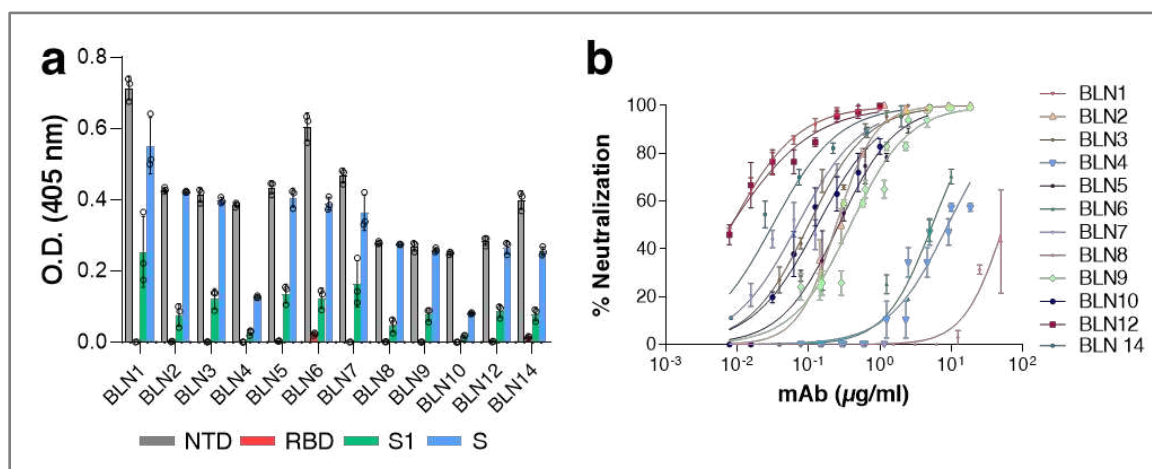 a
O.D. (405 nm)
0.8
0.6
0.4
0.2
0.0
BLN1
BLN2
BLN3
BLN4
BLN5
BLN6
BLN7
BLN8
BLN9
BLN10
BLN12
BLN14
NTD RBD S1 S
b
% Neutralization
100
80
60
40
20
0
10-3 10-2 10-1 100 101 102
mAb (µg/ml)
BLN1
BLN2
BLN3
BLN4
BLN5
BLN6
BLN7
BLN8
BLN9
BLN10
BLN12
BLN 14